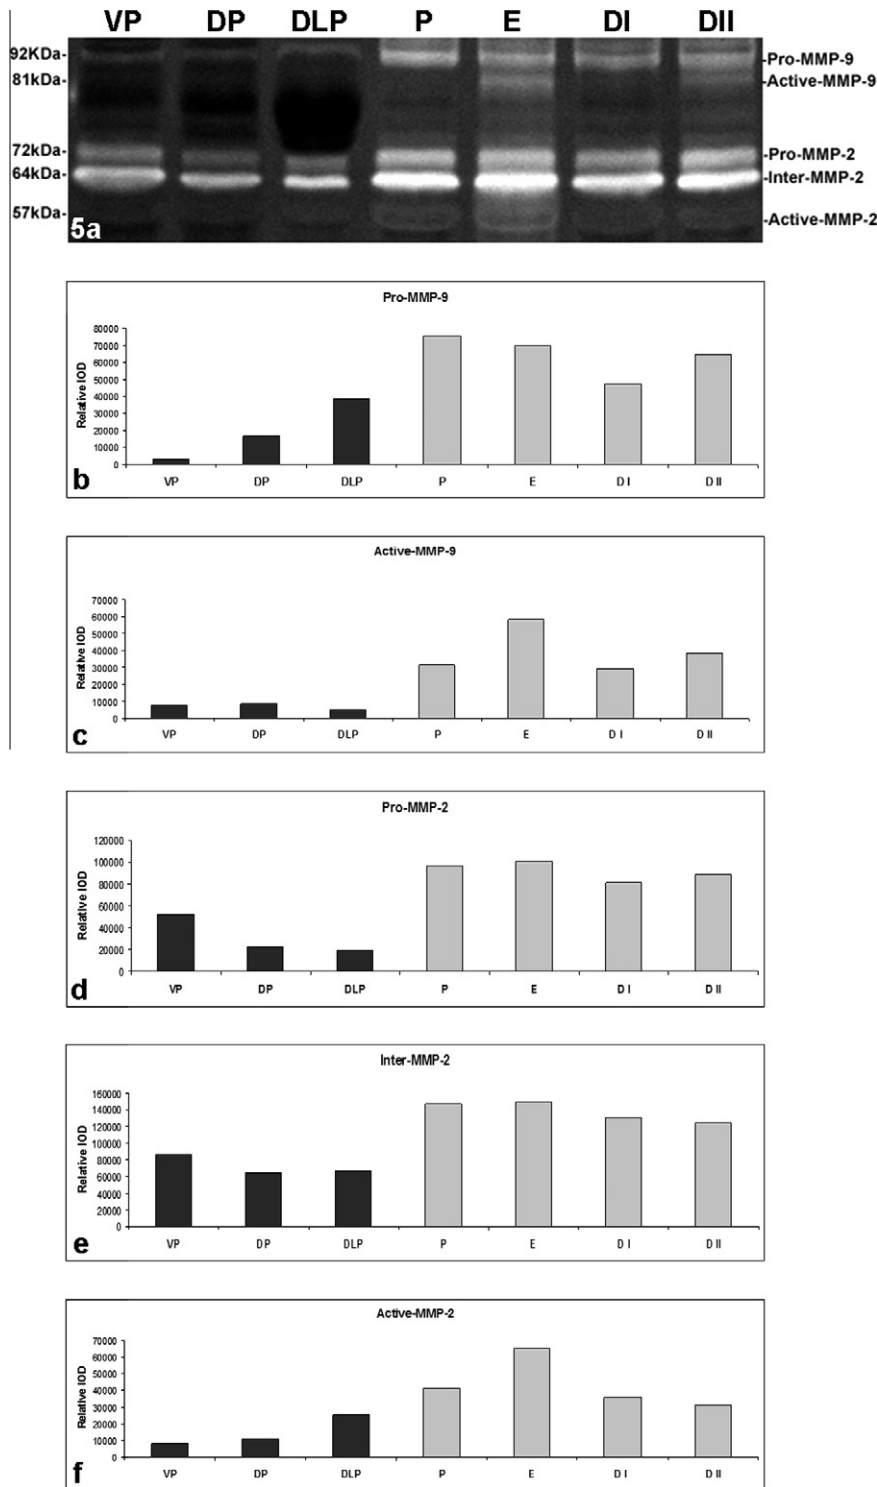 VP DP DLP P E DI DII
92KDa- -Pro-MMP-9
81kDa- -Active-MMP-9
72kDa- -Pro-MMP-2
64kDa- -Inter-MMP-2
57kDa- -Active-MMP-2
5a
Pro-MMP-9
Relative IOD
80000
70000
60000
50000
40000
30000
20000
10000
0
VP DP DLP P E D I D II
b
Active-MMP-9
Relative IOD
70000
60000
50000
40000
30000
20000
10000
0
VP DP DLP P E D I D II
c
Pro-MMP-2
Relative IOD
120000
100000
80000
60000
40000
20000
0
VP DP DLP P E D I D II
d
Inter-MMP-2
Relative IOD
160000
140000
120000
100000
80000
60000
40000
20000
0
VP DP DLP P E D I D II
e
Active-MMP-2
Relative IOD
70000
60000
50000
40000
30000
20000
10000
0
VP DP DLP P E D I D II
f